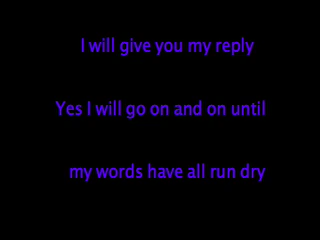 I will give you my reply
Yes I will go on and on until
my words have all run dry